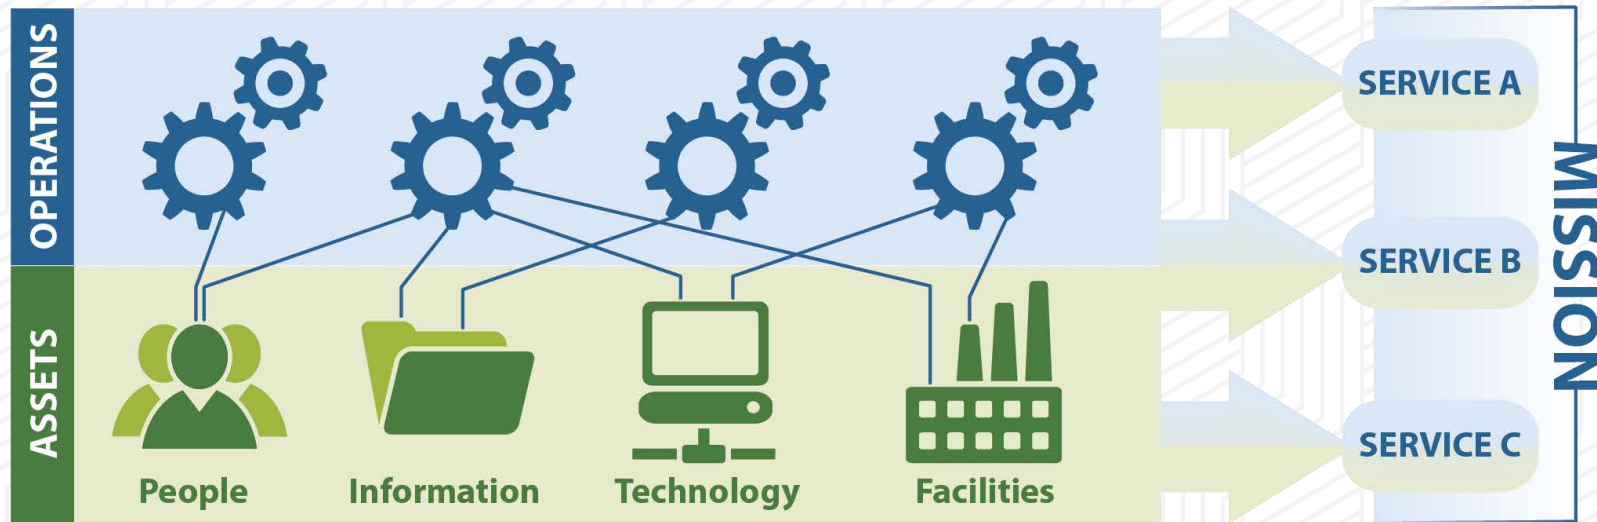 OPERATIONS
ASSETS
People
Information
Technology
Facilities
SERVICE A
SERVICE B
SERVICE C
MISSION